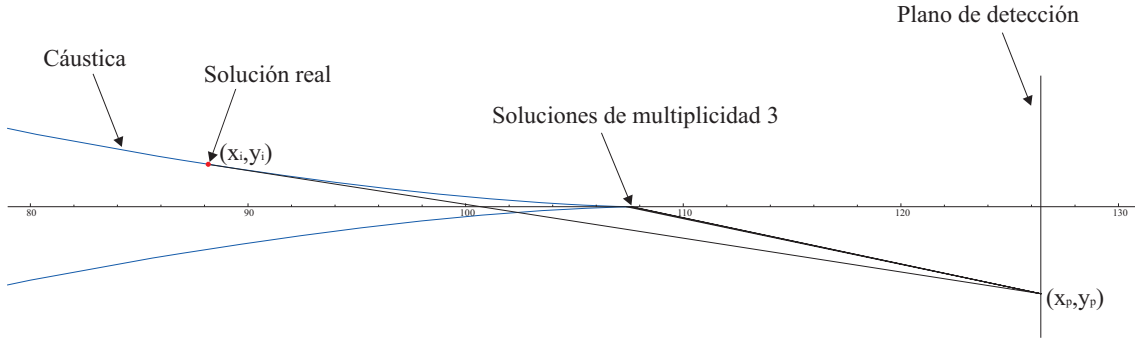 Plano de detección
Cáustica
Solución real
Soluciones de multiplicidad 3
(xᵢ,yᵢ)
80 90 100 110 120 130
(xₚ,yₚ)